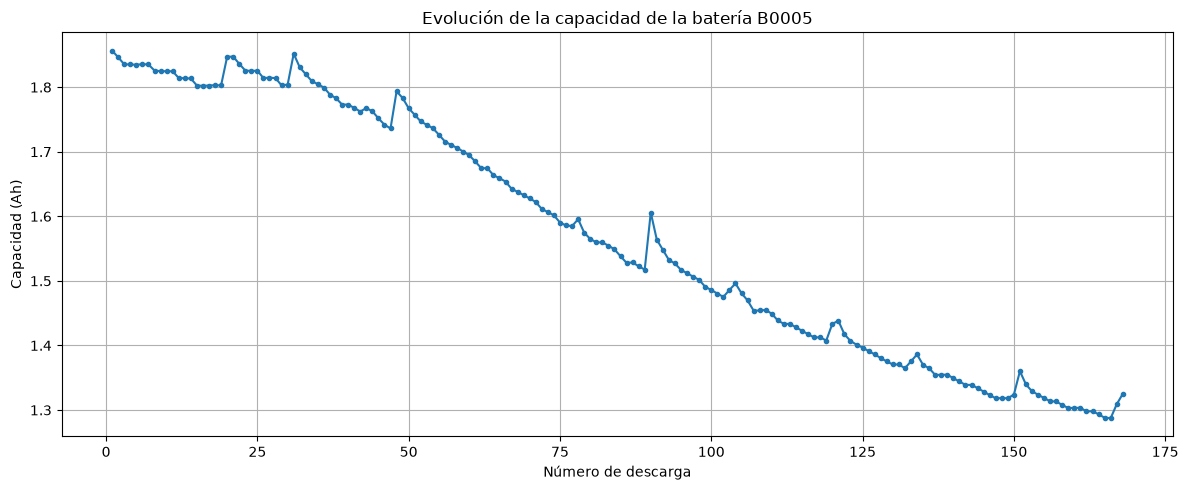 Evolución de la capacidad de la batería B0005
Capacidad (Ah)
1.8
1.7
1.6
1.5
1.4
1.3
0 25 50 75 100 125 150 175
Número de descarga